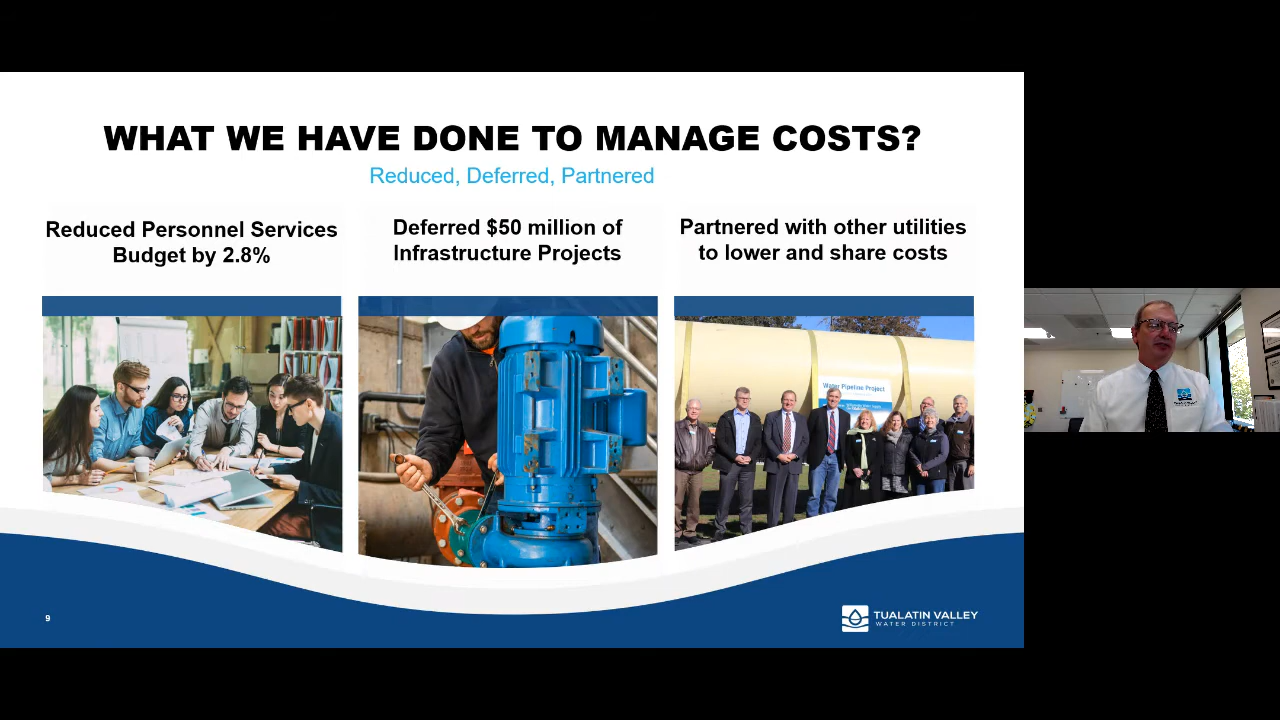 WHAT WE HAVE DONE TO MANAGE COSTS?
Reduced, Deferred, Partnered
Reduced Personnel Services
Budget by 2.8%
Deferred $50 million of
Infrastructure Projects
Partnered with other utilities
to lower and share costs
Water Pipeline Project
9
TUALATIN VALLEY
WATER DISTRICT